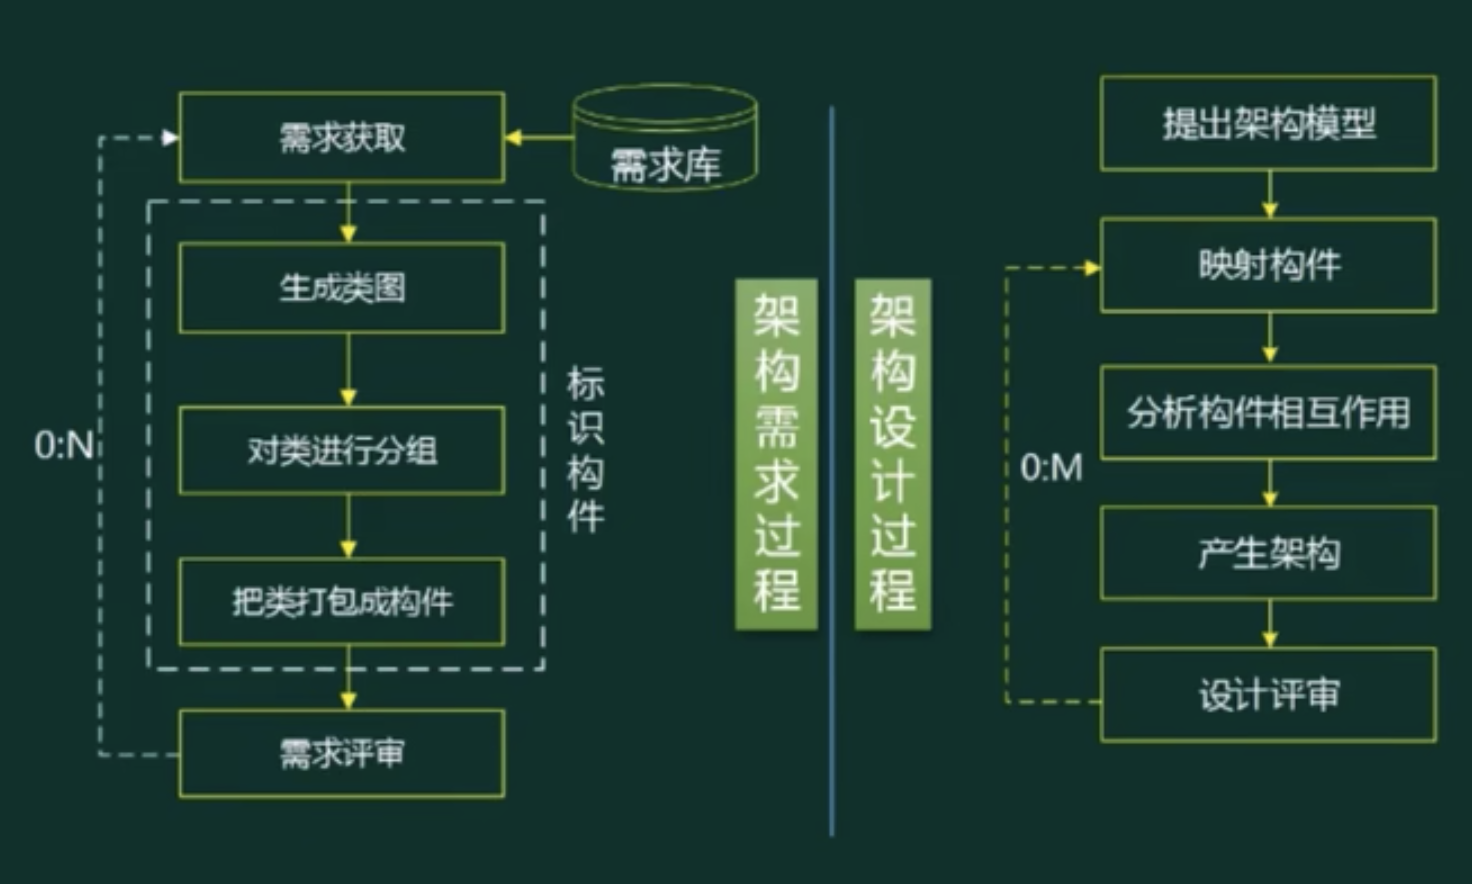 需求获取
需求库
生成类图
对类进行分组
把类打包成构件
需求评审
0:N
标识构件
架构需求过程
架构设计过程
提出架构模型
映射构件
分析构件相互作用
产生架构
设计评审
0:M